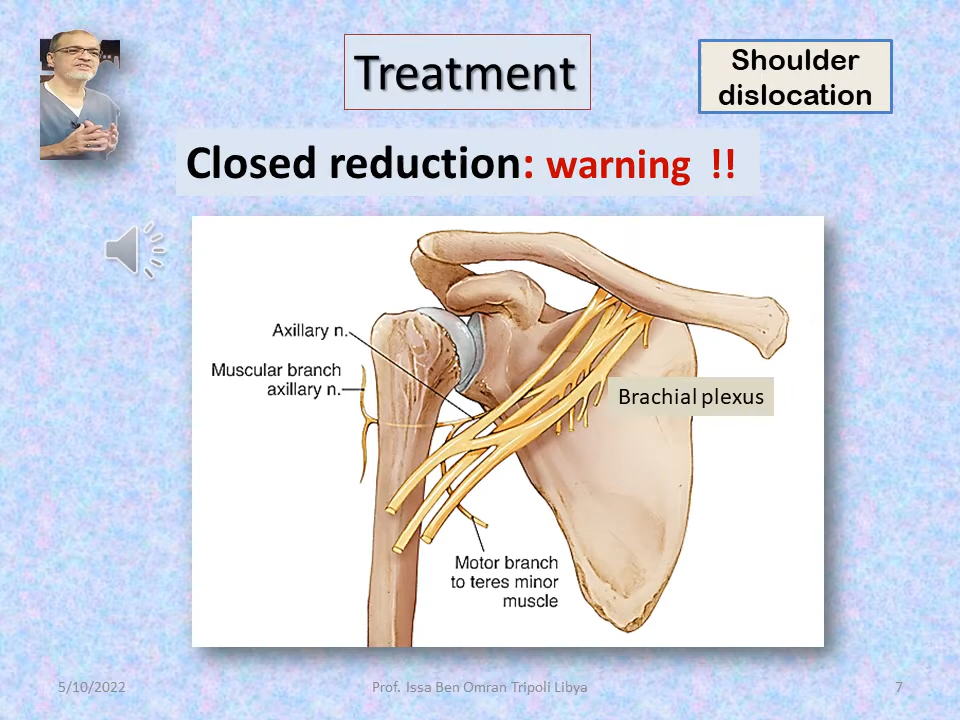 Treatment
Shoulder
dislocation
Closed reduction: warning !!
Axillary n.
Muscular branch
axillary n.
Brachial plexus
Motor branch
to teres minor
muscle
5/10/2022
Prof. Issa Ben Omran Tripoli Libya
7